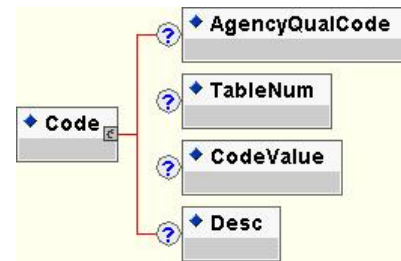 AgencyQualCode
?
TableNum
?
Code
CodeValue
?
Desc
?